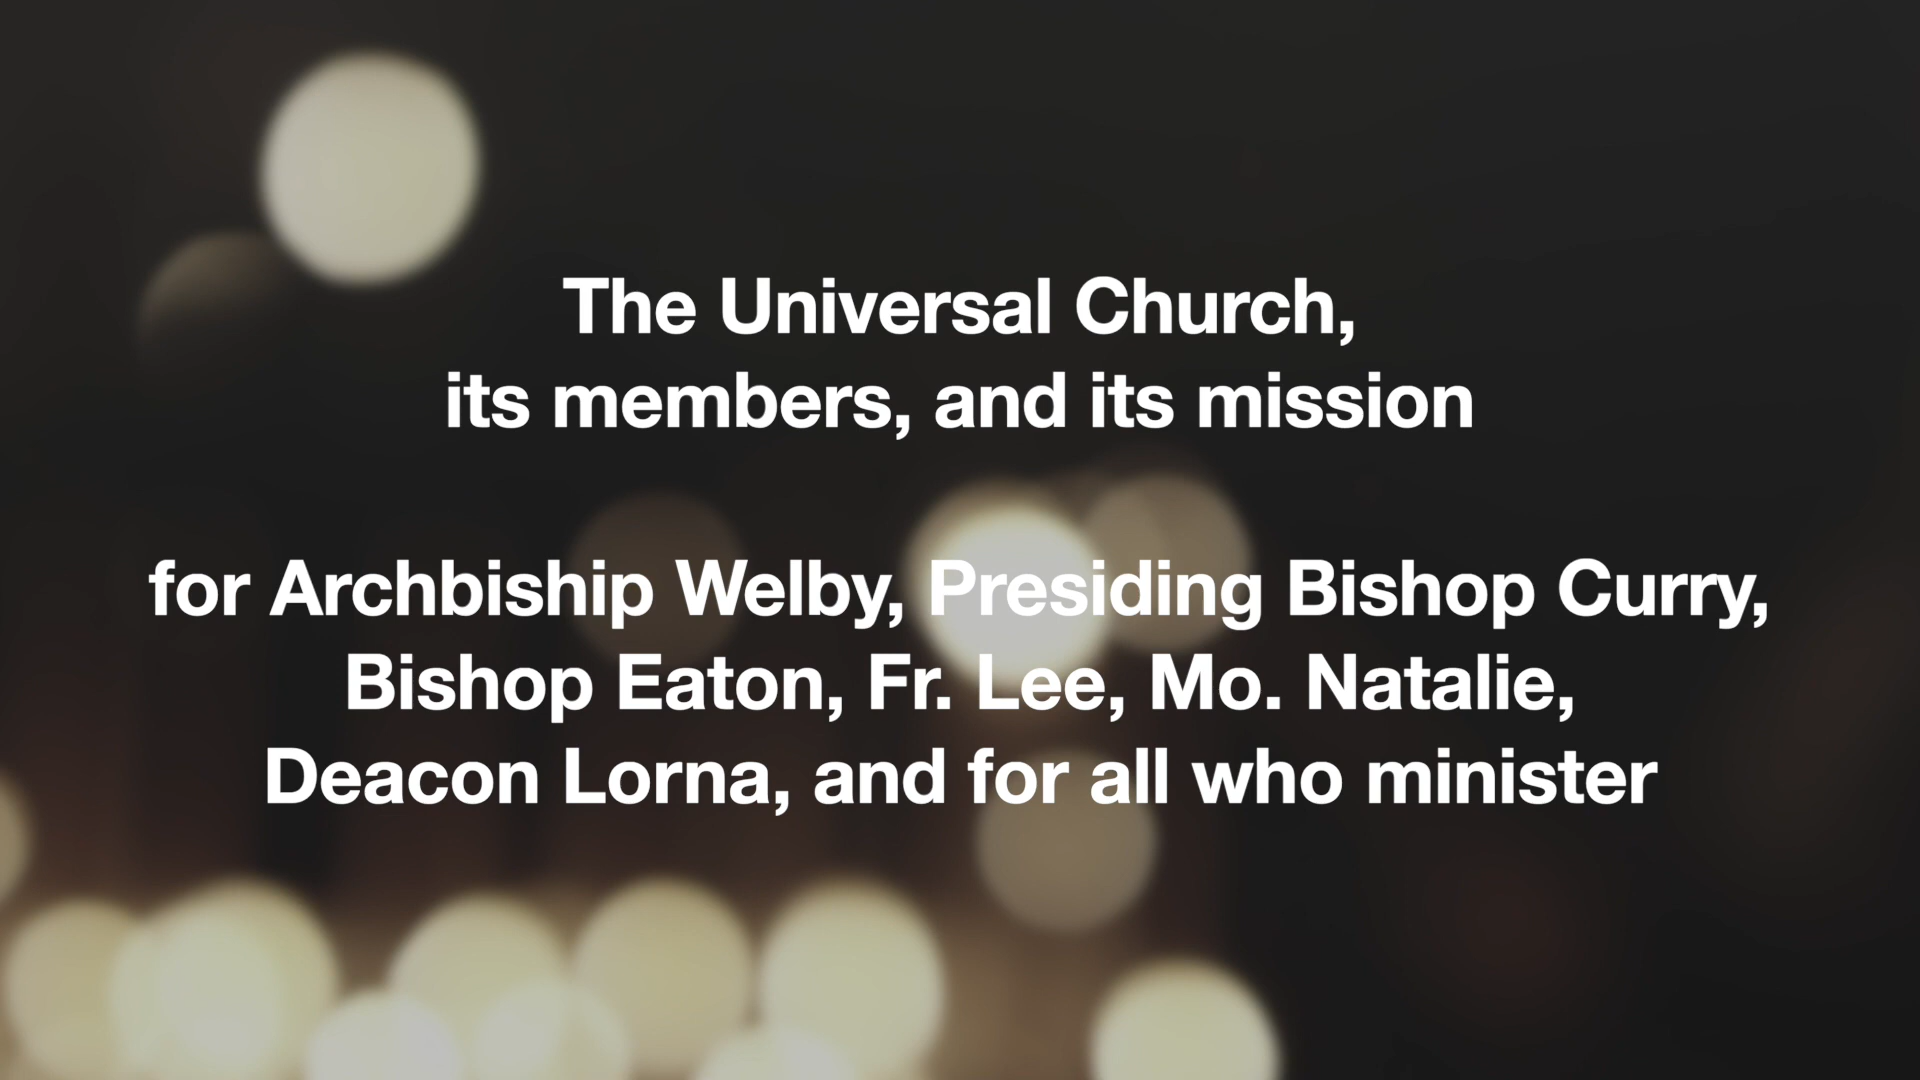 The Universal Church,
its members, and its mission
for Archbiship Welby, Presiding Bishop Curry,
Bishop Eaton, Fr. Lee, Mo. Natalie,
Deacon Lorna, and for all who minister